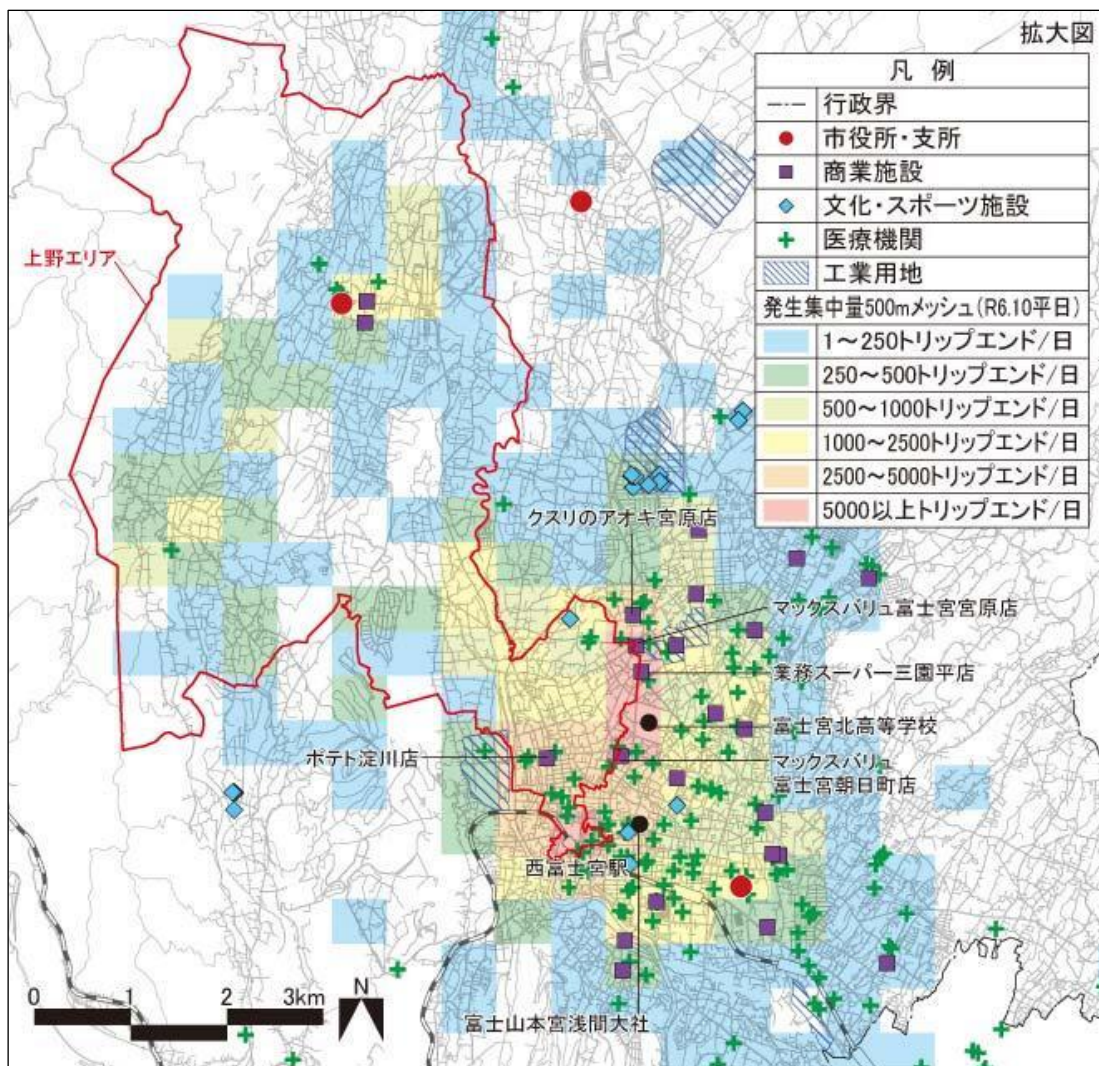 拡大図
凡 例
行政界
市役所・支所
商業施設
文化・スポーツ施設
医療機関
工業用地
発生集中量500mメッシュ(R6.10平日)
1～250トリップエンド/日
250～500トリップエンド/日
500～1000トリップエンド/日
1000～2500トリップエンド/日
2500～5000トリップエンド/日
5000以上トリップエンド/日
上野エリア
クスリのアオキ宮原店
マックスバリュ富士宮宮原店
業務スーパー三園平店
富士宮北高等学校
ポテト淀川店
マックスバリュ
富士宮朝日町店
西富士宮駅
0 1 2 3km
N
富士山本宮浅間大社